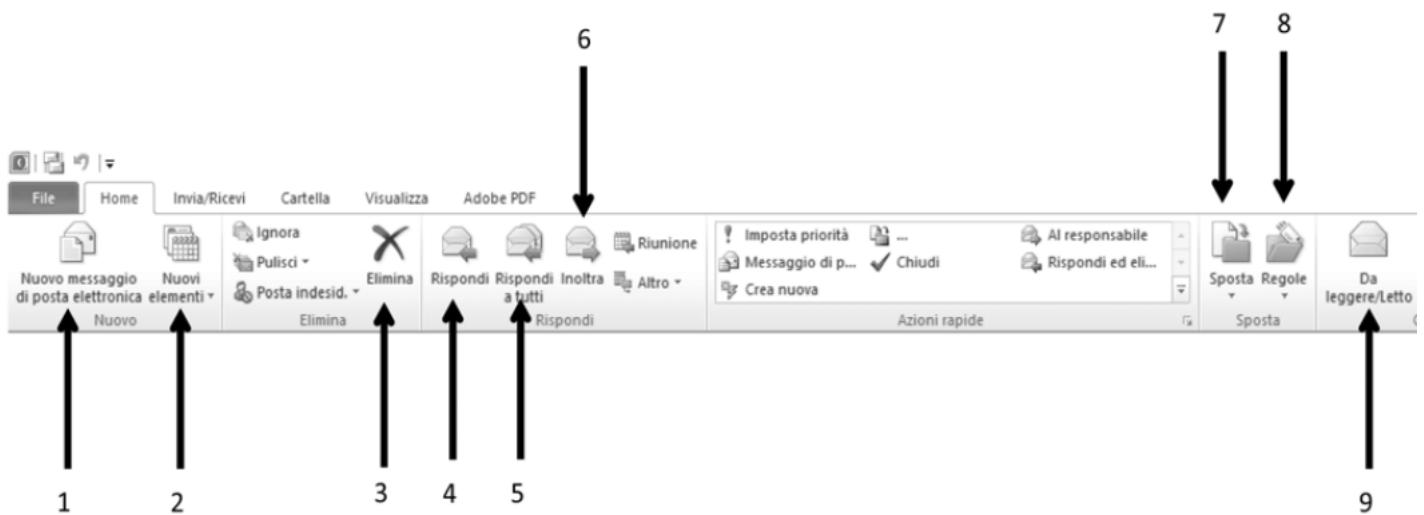 7 8
6
File Home Invia/Ricevi Cartella Visualizza Adobe PDF
Ignora
Pulisci
Posta indesid.
Nuovo messaggio
di posta elettronica
Nuovi
elementi
Elimina
Rispondi
Rispondi
a tutti
Inoltra
Riunione
Altro
Imposta priorità
Messaggio di p...
Crea nuova
...
Chiudi
Al responsabile
Rispondi ed eli...
Sposta
Regole
Da
leggere/Letto
Nuovo Elimina Rispondi Azioni rapide Sposta
1 2 3 4 5 9